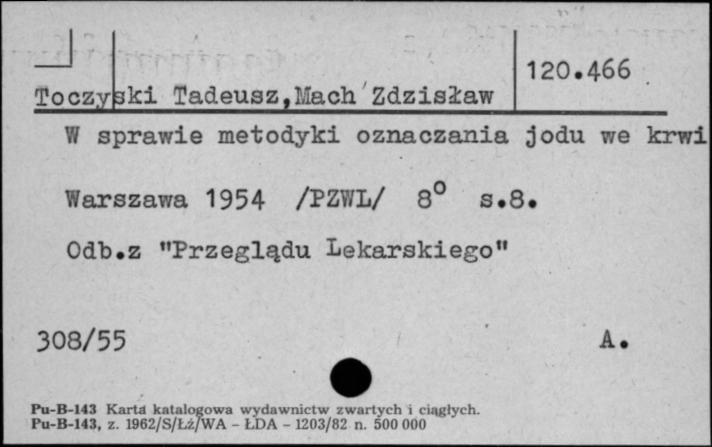 120.466
Toczyski Tadeusz,Mach Zdzisław
W sprawie metodyki oznaczania jodu we krwi
Warszawa 1954 /PZWL/ 8° s.8.
Odb.z "Przeglądu Lekarskiego"
308/55 A.
Pu-B-143 Karta katalogowa wydawnictw zwartych i ciągłych.
Pu-B-143, z. 1962/S/Łź/WA - ŁDA - 1203/82 n. 500 000